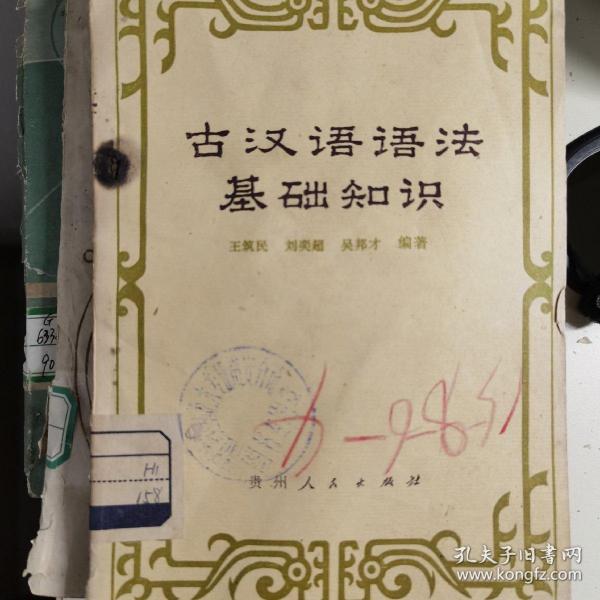 古汉语语法
基础知识
王筑民 刘奕超 吴邦才 编著
贵州人民出版社
H1
158
G
633.
90
孔夫子旧书网
www.kongfz.com